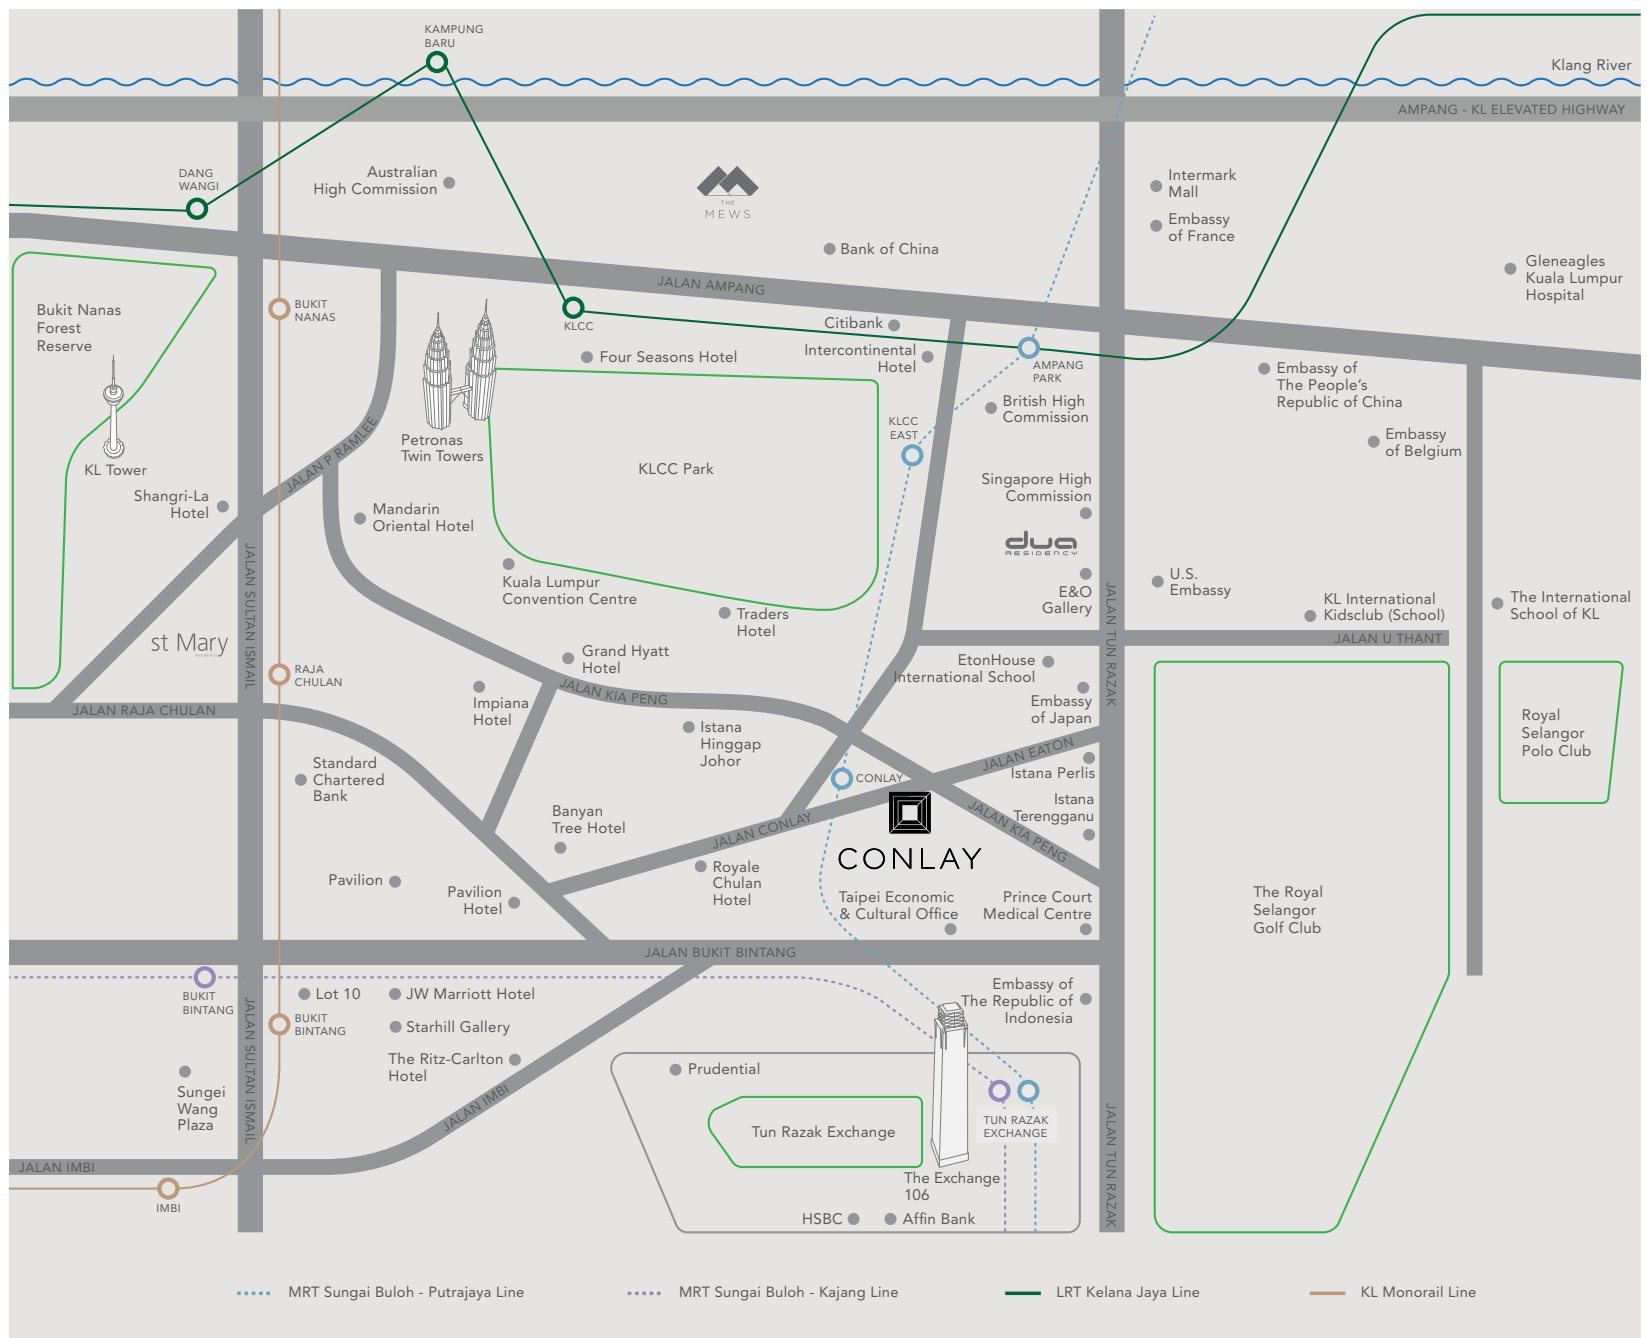 KAMPUNG
BARU
Klang River
AMPANG - KL ELEVATED HIGHWAY
DANG
WANGI
Australian
High Commission
THE
MEWS
Intermark
Mall
Embassy
of France
Bank of China
Gleneagles
Kuala Lumpur
Hospital
JALAN AMPANG
Bukit Nanas
Forest
Reserve
BUKIT
NANAS
KLCC
Citibank
Four Seasons Hotel
Intercontinental
Hotel
AMPANG
PARK
Embassy of
The People's
Republic of China
British High
Commission
KLCC
EAST
Embassy
of Belgium
JALAN P RAMLEE
Petronas
Twin Towers
KLCC Park
KL Tower
Shangri-La
Hotel
Mandarin
Oriental Hotel
Singapore High
Commission
dua
RESIDENCY
JALAN SULTAN ISMAIL
Kuala Lumpur
Convention Centre
E&O
Gallery
JALAN TUN RAZAK
U.S.
Embassy
KL International
Kidsclub (School)
The International
School of KL
Traders
Hotel
JALAN U THANT
st Mary
Grand Hyatt
Hotel
EtonHouse
International School
RAJA
CHULAN
JALAN KIA PENG
Impiana
Hotel
Embassy
of Japan
JALAN RAJA CHULAN
Istana
Hinggap
Johor
Royal
Selangor
Polo Club
JALAN EATON
Istana Perlis
Standard
Chartered
Bank
CONLAY
Istana
Terengganu
Banyan
Tree Hotel
JALAN CONLAY
JALAN KIA PENG
CONLAY
Pavilion
Royale
Chulan
Hotel
Pavilion
Hotel
Taipei Economic
& Cultural Office
Prince Court
Medical Centre
The Royal
Selangor
Golf Club
JALAN BUKIT BINTANG
BUKIT
BINTANG
Lot 10
JW Marriott Hotel
Embassy of
The Republic of
Indonesia
BUKIT
BINTANG
Starhill Gallery
JALAN SULTAN ISMAIL
The Ritz-Carlton
Hotel
Prudential
Sungei
Wang
Plaza
JALAN IMBI
Tun Razak Exchange
TUN RAZAK
EXCHANGE
JALAN TUN RAZAK
JALAN IMBI
The Exchange
106
IMBI
HSBC
Affin Bank
MRT Sungai Buloh - Putrajaya Line
MRT Sungai Buloh - Kajang Line
LRT Kelana Jaya Line
KL Monorail Line